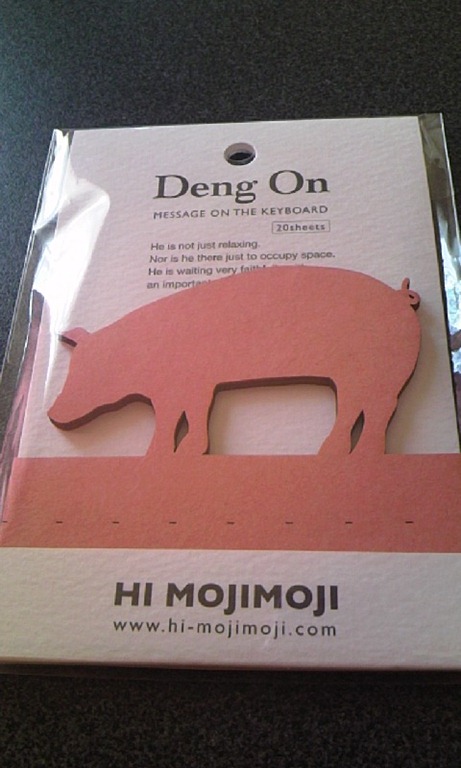 Deng On
MESSAGE ON THE KEYBOARD
20sheets
He is not just relaxing.
Nor is he there just to occupy space.
He is waiting very
an important
HI MOJIMOJI
www.hi-mojimoji.com